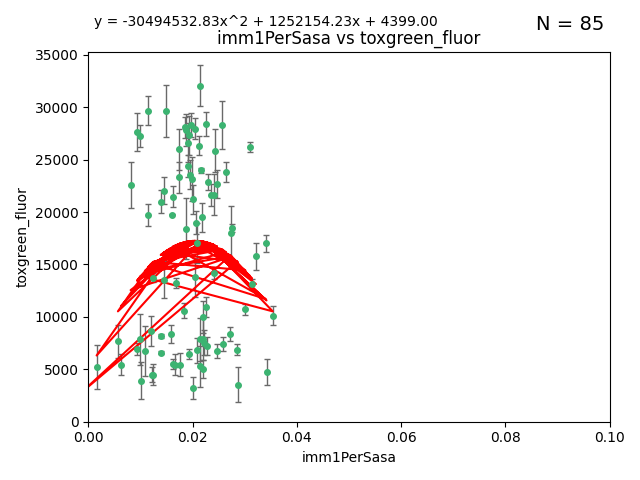 y = -30494532.83x^2 + 1252154.23x + 4399.00
N = 85
imm1PerSasa vs toxgreen_fluor
35000
30000
25000
20000
15000
10000
5000
0
toxgreen_fluor
0.00 0.02 0.04 0.06 0.08 0.10
imm1PerSasa